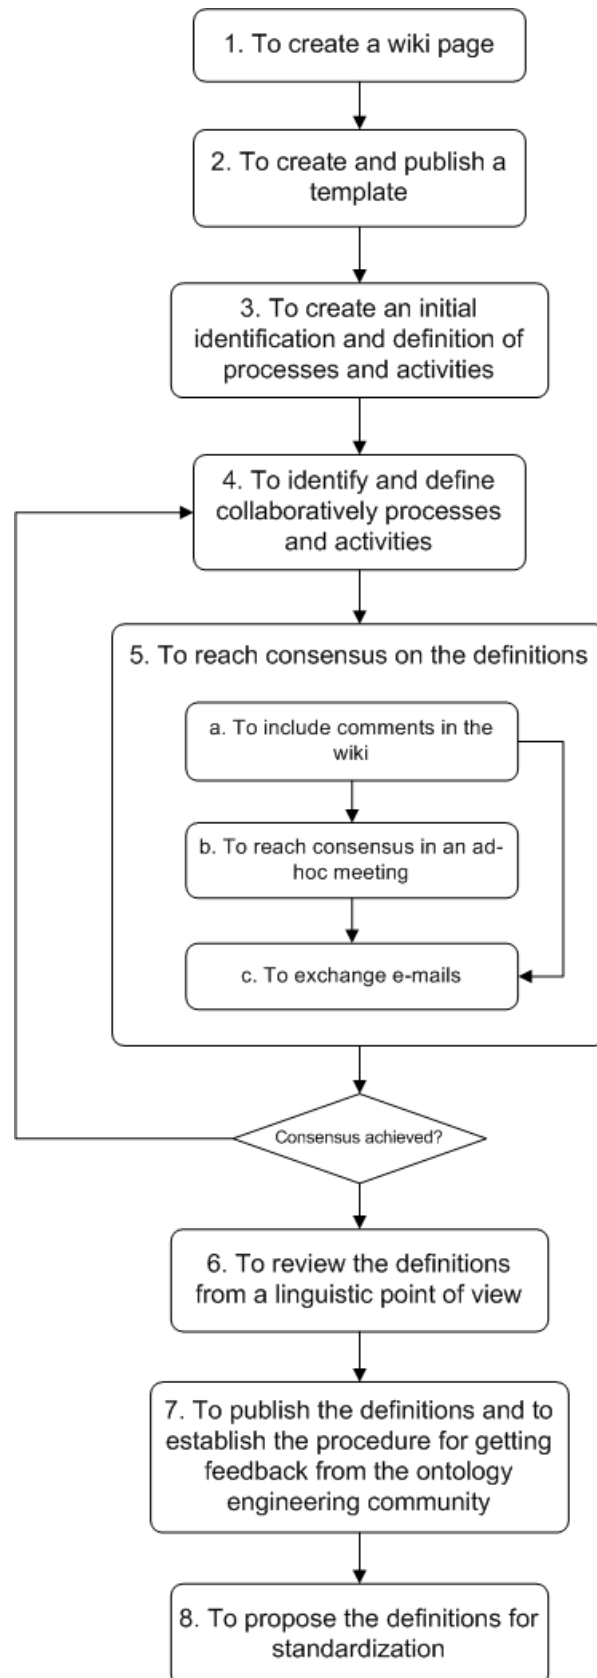 1. To create a wiki page
2. To create and publish a
template
3. To create an initial
identification and definition of
processes and activities
4. To identify and define
collaboratively processes
and activities
5. To reach consensus on the definitions
a. To include comments in the
wiki
b. To reach consensus in an ad-
hoc meeting
c. To exchange e-mails
Consensus achieved?
6. To review the definitions
from a linguistic point of view
7. To publish the definitions and to
establish the procedure for getting
feedback from the ontology
engineering community
8. To propose the definitions for
standardization